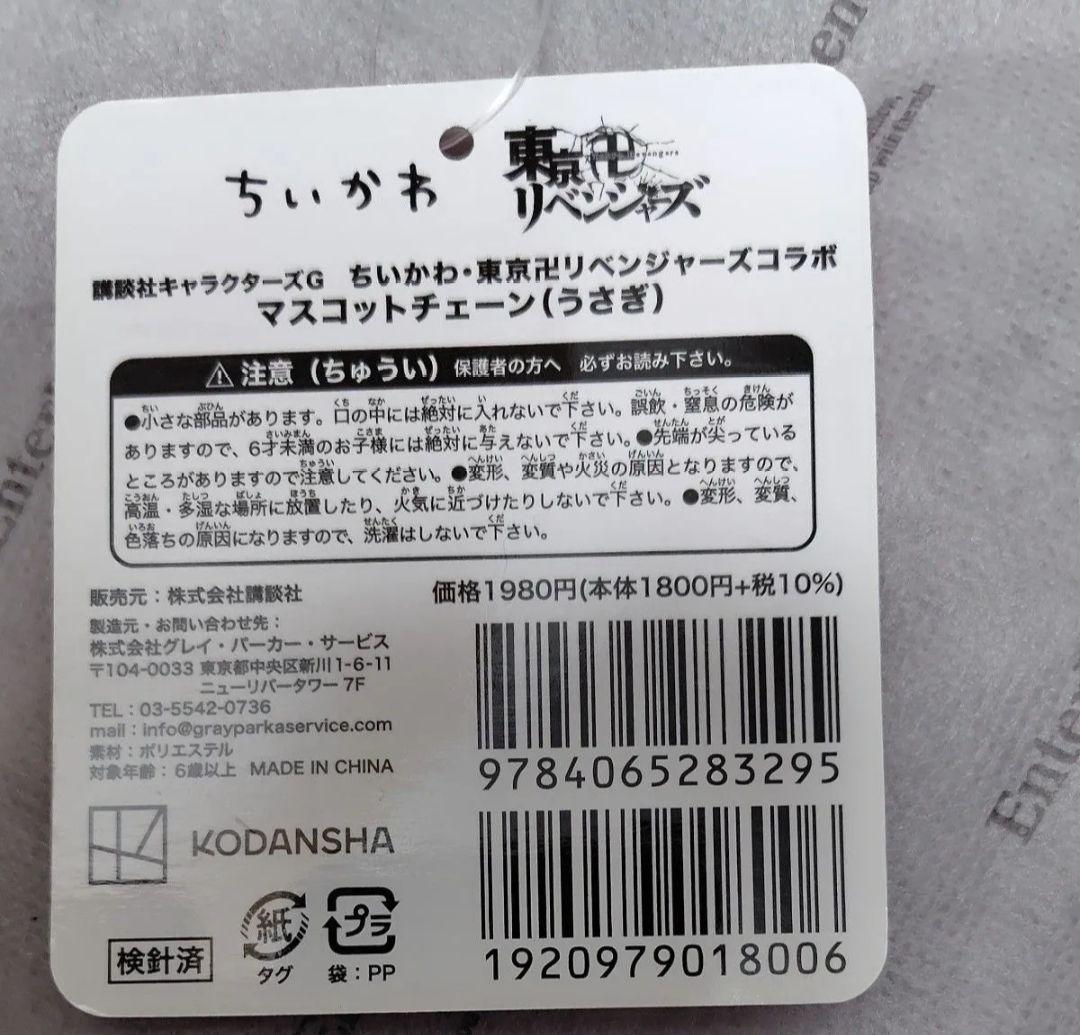 ちいかわ
東京卍
リベンジャーズ
講談社キャラクターズG ちいかわ・東京卍リベンジャーズコラボ
マスコットチェーン(うさぎ)
⚠注意(ちゅうい) 保護者の方へ 必ずお読み下さい。
●小さな部品があります。口の中には絶対に入れないで下さい。誤飲・窒息の危険が
ありますので、6才未満のお子様には絶対に与えないで下さい。●先端が尖っている
ところがありますので注意してください。●変形、変質や火災の原因となりますので、
高温・多湿な場所に放置したり、火気に近づけたりしないで下さい。●変形、変質、
色落ちの原因になりますので、洗濯はしないで下さい。
販売元:株式会社講談社
価格1980円(本体1800円+税10%)
製造元・お問い合わせ先:
株式会社グレイ・パーカー・サービス
〒104-0033 東京都中央区新川1-6-11
ニューリバータワー 7F
TEL:03-5542-0736
mail:info@grayparkaservice.com
素材:ポリエステル
対象年齢:6歳以上 MADE IN CHINA
9784065283295
KODANSHA
1920979018006
検針済
紙
タグ
プラ
袋:PP